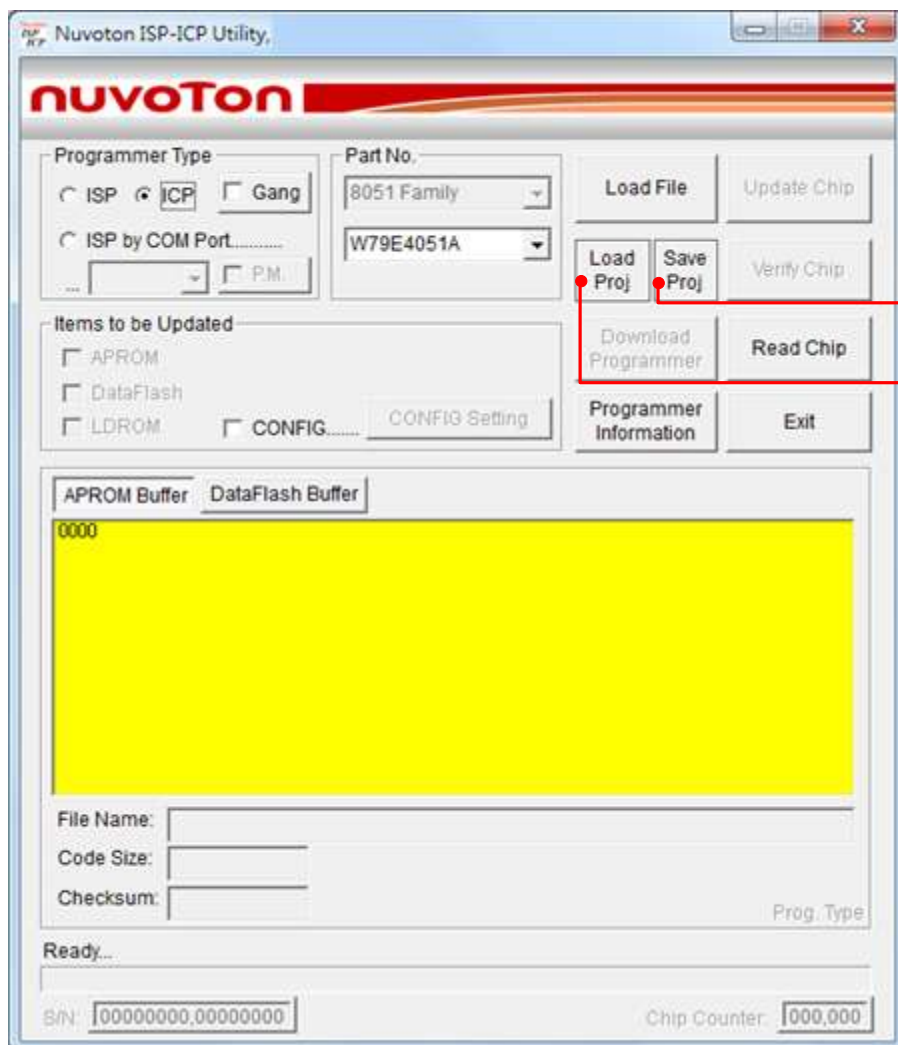 Nuvoton ISP-ICP Utility,
nuvoTon
Programmer Type
ISP ICP Gang
ISP by COM Port...........
... P.M.
Part No.
8051 Family
W79E4051A
Load File
Update Chip
Load Proj
Save Proj
Verify Chip
Download Programmer
Read Chip
Programmer Information
Exit
Items to be Updated
APROM
DataFlash
LDROM
CONFIG.......
CONFIG Setting
APROM Buffer DataFlash Buffer
0000
File Name:
Code Size:
Checksum:
Prog. Type
Ready...
S/N: 00000000,00000000
Chip Counter: 000,000